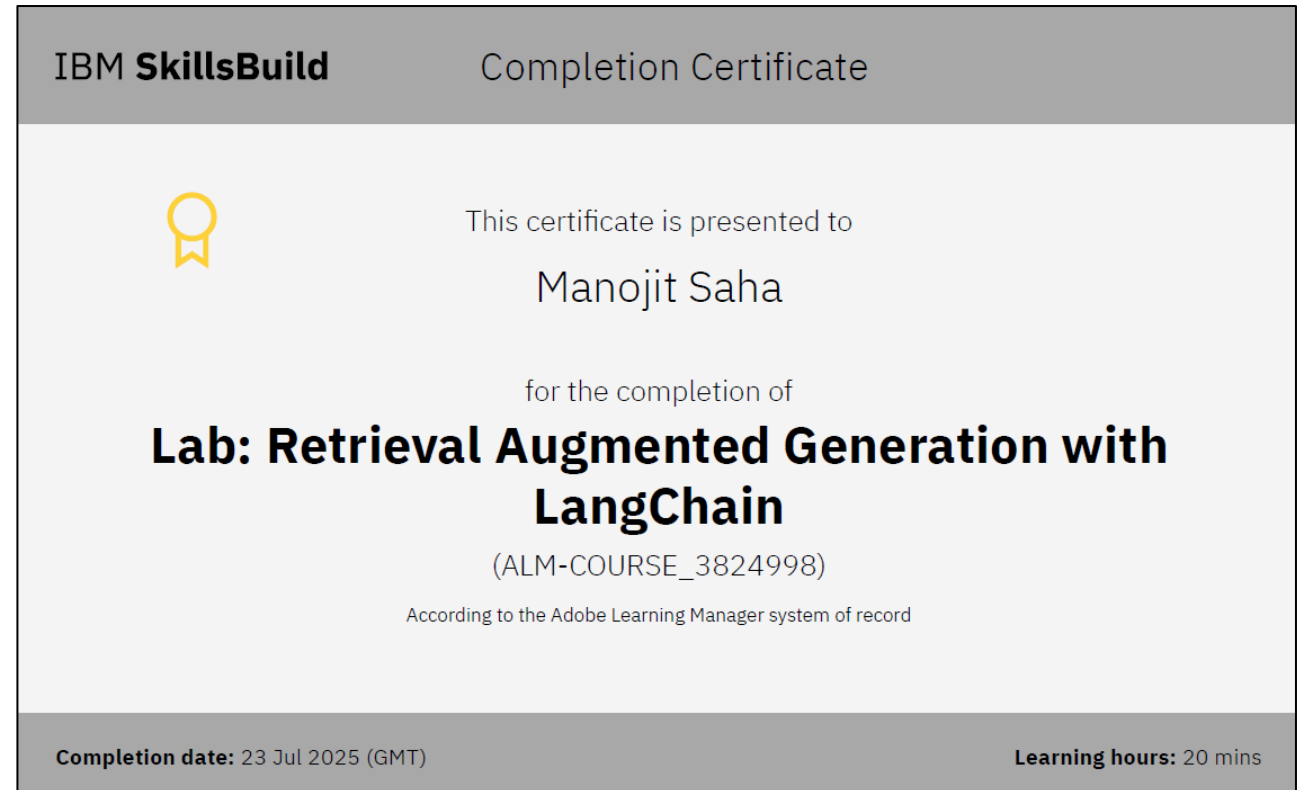 IBM SkillsBuild Completion Certificate
This certificate is presented to
Manojit Saha
for the completion of
Lab: Retrieval Augmented Generation with
LangChain
(ALM-COURSE_3824998)
According to the Adobe Learning Manager system of record
Completion date: 23 Jul 2025 (GMT) Learning hours: 20 mins